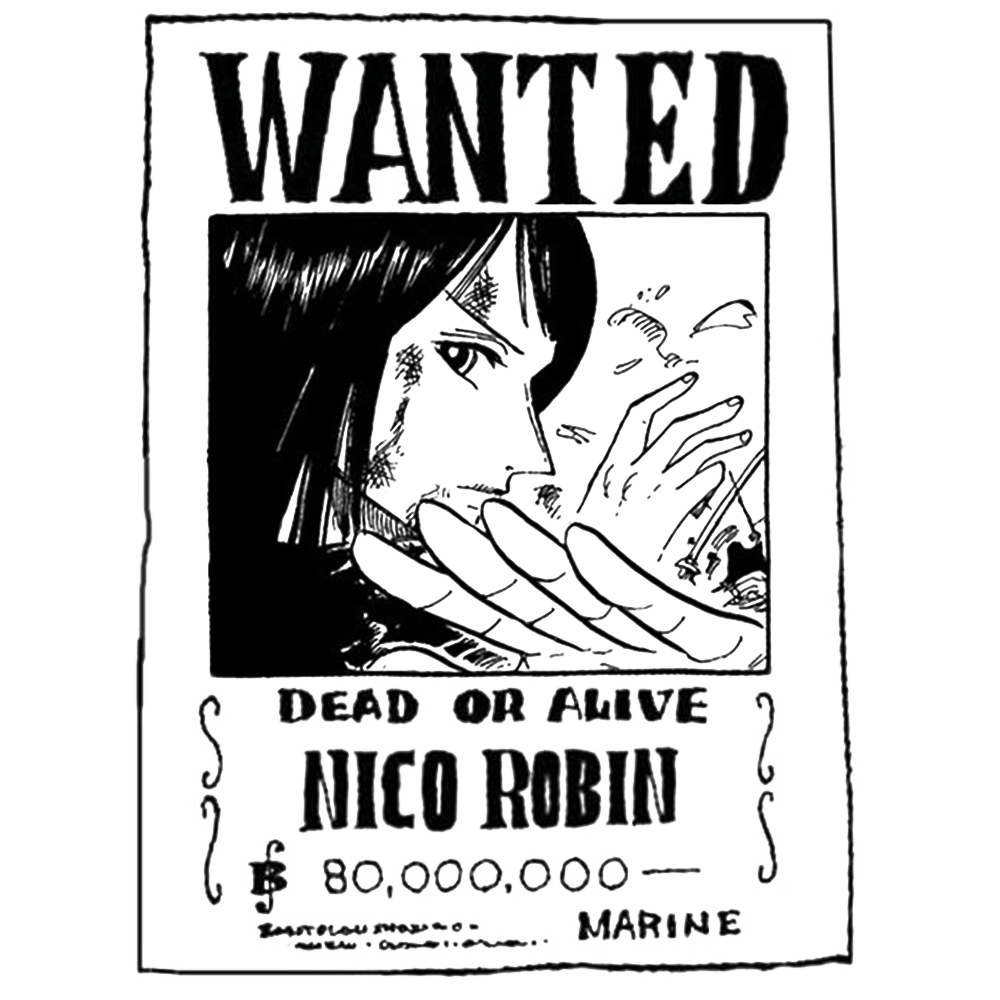 WANTED
DEAD OR ALIVE
NICO ROBIN
฿ 80,000,000—
MARINE